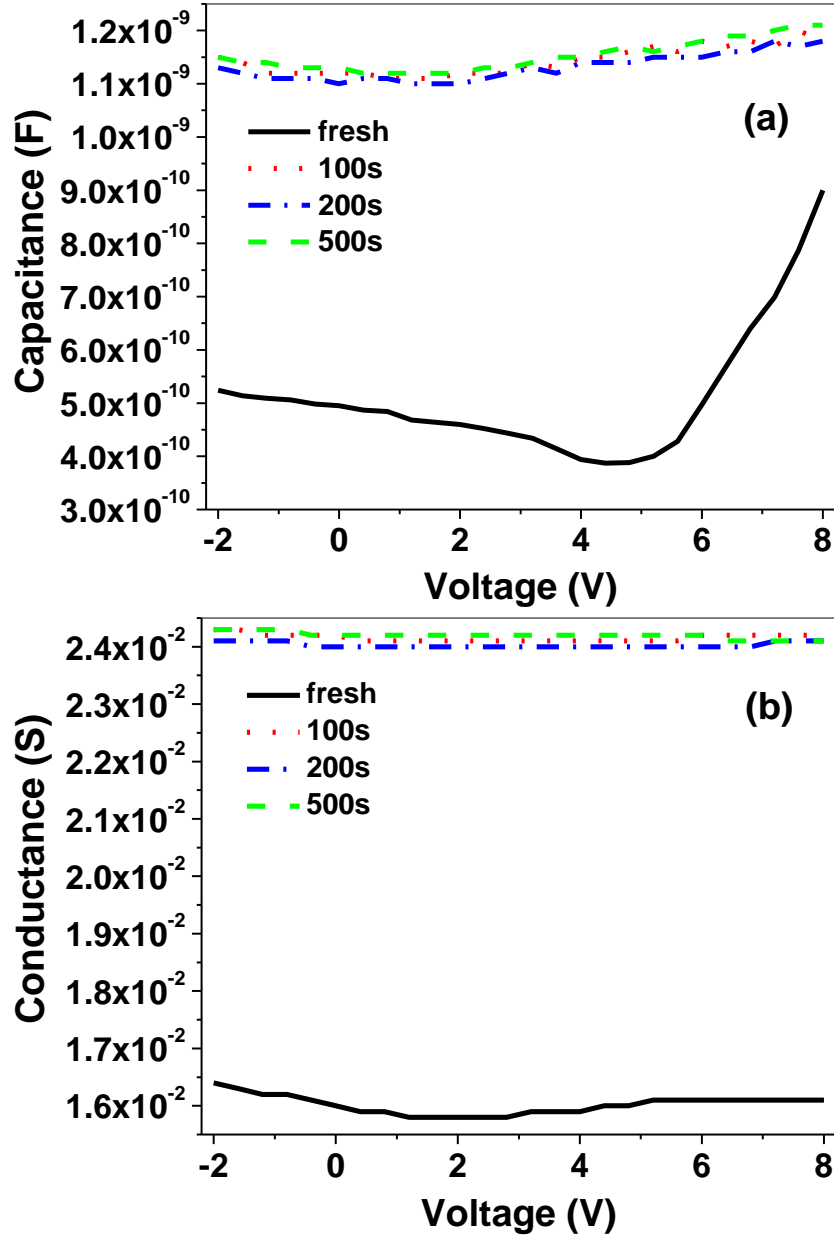 1.2x10⁻⁹
1.1x10⁻⁹
1.0x10⁻⁹
9.0x10⁻¹⁰
8.0x10⁻¹⁰
7.0x10⁻¹⁰
6.0x10⁻¹⁰
5.0x10⁻¹⁰
4.0x10⁻¹⁰
3.0x10⁻¹⁰
Capacitance (F)
(a)
fresh
100s
200s
500s
-2 0 2 4 6 8
Voltage (V)
2.4x10⁻²
2.3x10⁻²
2.2x10⁻²
2.1x10⁻²
2.0x10⁻²
1.9x10⁻²
1.8x10⁻²
1.7x10⁻²
1.6x10⁻²
Conductance (S)
(b)
fresh
100s
200s
500s
-2 0 2 4 6 8
Voltage (V)